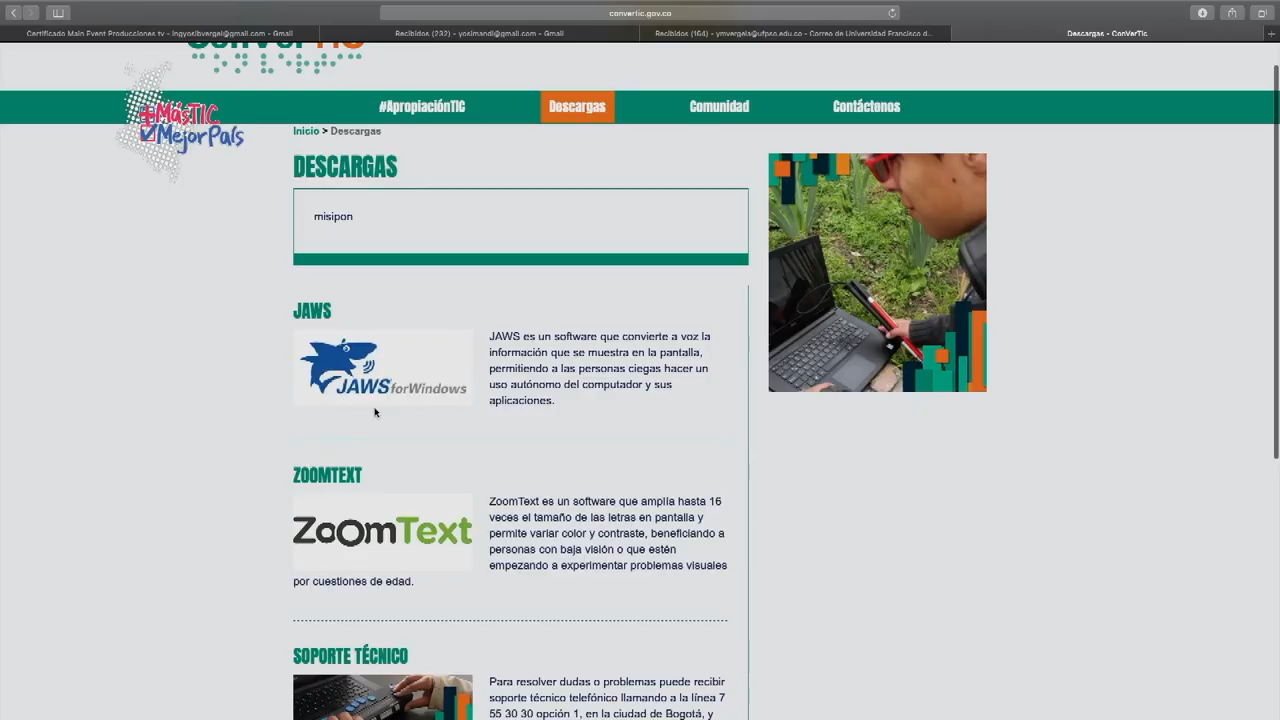 convertic.gov.co
Certificado Main Event Producciones tv - ingyosibvergel@gmail.com - Gmail
Recibidos (232) - yosimandi@gmail.com - Gmail
Recibidos (164) - ymvergela@ufpso.edu.co - Correo de Universidad Francisco d...
Descargas - ConVerTic
ConVerTIC
+MásTIC
MejorPaís
#ApropiaciónTIC
Descargas
Comunidad
Contáctenos
Inicio > Descargas
DESCARGAS
misipon
JAWS
JAWSforWindows
JAWS es un software que convierte a voz la
información que se muestra en la pantalla,
permitiendo a las personas ciegas hacer un
uso autónomo del computador y sus
aplicaciones.
ZOOMTEXT
ZoomText
ZoomText es un software que amplía hasta 16
veces el tamaño de las letras en pantalla y
permite variar color y contraste, beneficiando a
personas con baja visión o que estén
empezando a experimentar problemas visuales
por cuestiones de edad.
SOPORTE TÉCNICO
Para resolver dudas o problemas puede recibir
soporte técnico telefónico llamando a la línea 7
55 30 30 opción 1, en la ciudad de Bogotá, y